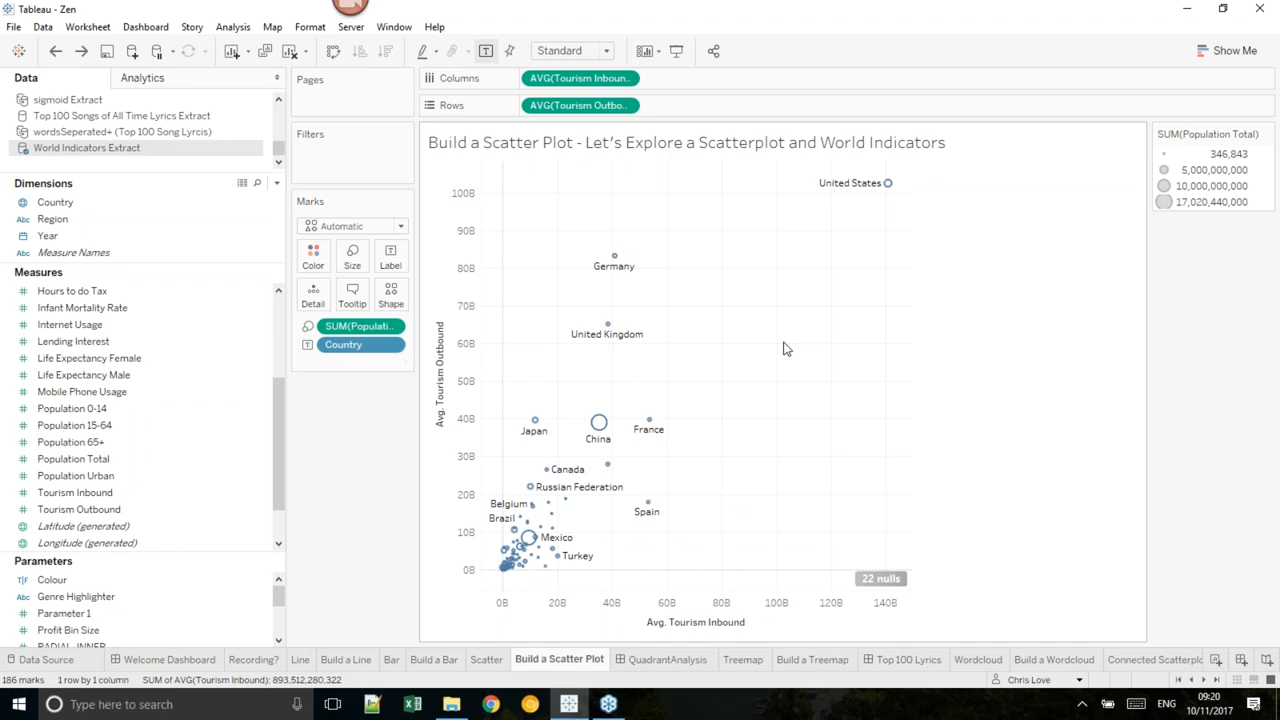 Tableau - Zen
File Data Worksheet Dashboard Story Analysis Map Format Server Window Help
Standard
Show Me
Data
Analytics
sigmoid Extract
Top 100 Songs of All Time Lyrics Extract
wordsSeperated+ (Top 100 Song Lyrcis)
World Indicators Extract
Dimensions
Country
Abc Region
Year
Abc Measure Names
Measures
# Hours to do Tax
# Infant Mortality Rate
# Internet Usage
# Lending Interest
# Life Expectancy Female
# Life Expectancy Male
# Mobile Phone Usage
# Population 0-14
# Population 15-64
# Population 65+
# Population Total
# Population Urban
# Tourism Inbound
# Tourism Outbound
Latitude (generated)
Longitude (generated)
Parameters
T|F Colour
Abc Genre Highlighter
# Parameter 1
# Profit Bin Size
Pages
Filters
Marks
Automatic
Color Size Label
Detail Tooltip Shape
SUM(Populati..
Country
Columns
AVG(Tourism Inboun..
Rows
AVG(Tourism Outbo..
Build a Scatter Plot - Let's Explore a Scatterplot and World Indicators
Avg. Tourism Outbound
100B
90B
80B
70B
60B
50B
40B
30B
20B
10B
0B
United States
Germany
United Kingdom
Japan
China
France
Canada
Russian Federation
Belgium
Spain
Brazil
Mexico
Turkey
22 nulls
0B 20B 40B 60B 80B 100B 120B 140B
Avg. Tourism Inbound
SUM(Population Total)
346,843
5,000,000,000
10,000,000,000
17,020,440,000
Data Source Welcome Dashboard Recording? Line Build a Line Bar Build a Bar Scatter Build a Scatter Plot QuadrantAnalysis Treemap Build a Treemap Top 100 Lyrics Wordcloud Build a Wordcloud Connected Scatterplc
186 marks 1 row by 1 column SUM of AVG(Tourism Inbound): 893,512,280,322
Chris Love
Type here to search
ENG
09:20
10/11/2017